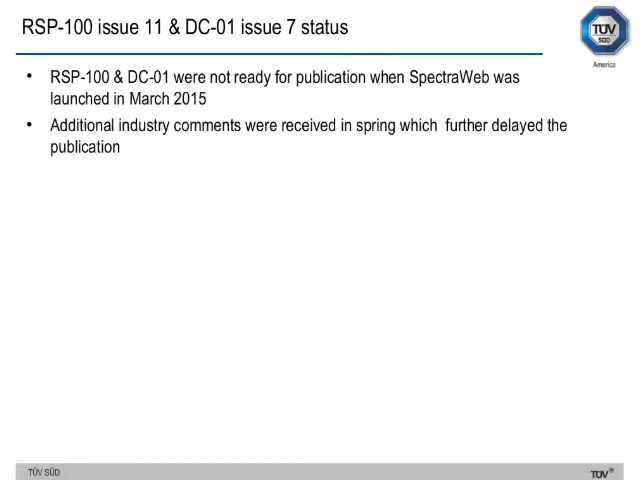 RSP-100 issue 11 & DC-01 issue 7 status
TÜV
SÜD
America
• RSP-100 & DC-01 were not ready for publication when SpectraWeb was
launched in March 2015
• Additional industry comments were received in spring which  further delayed the
publication
TÜV SÜD
TÜV®